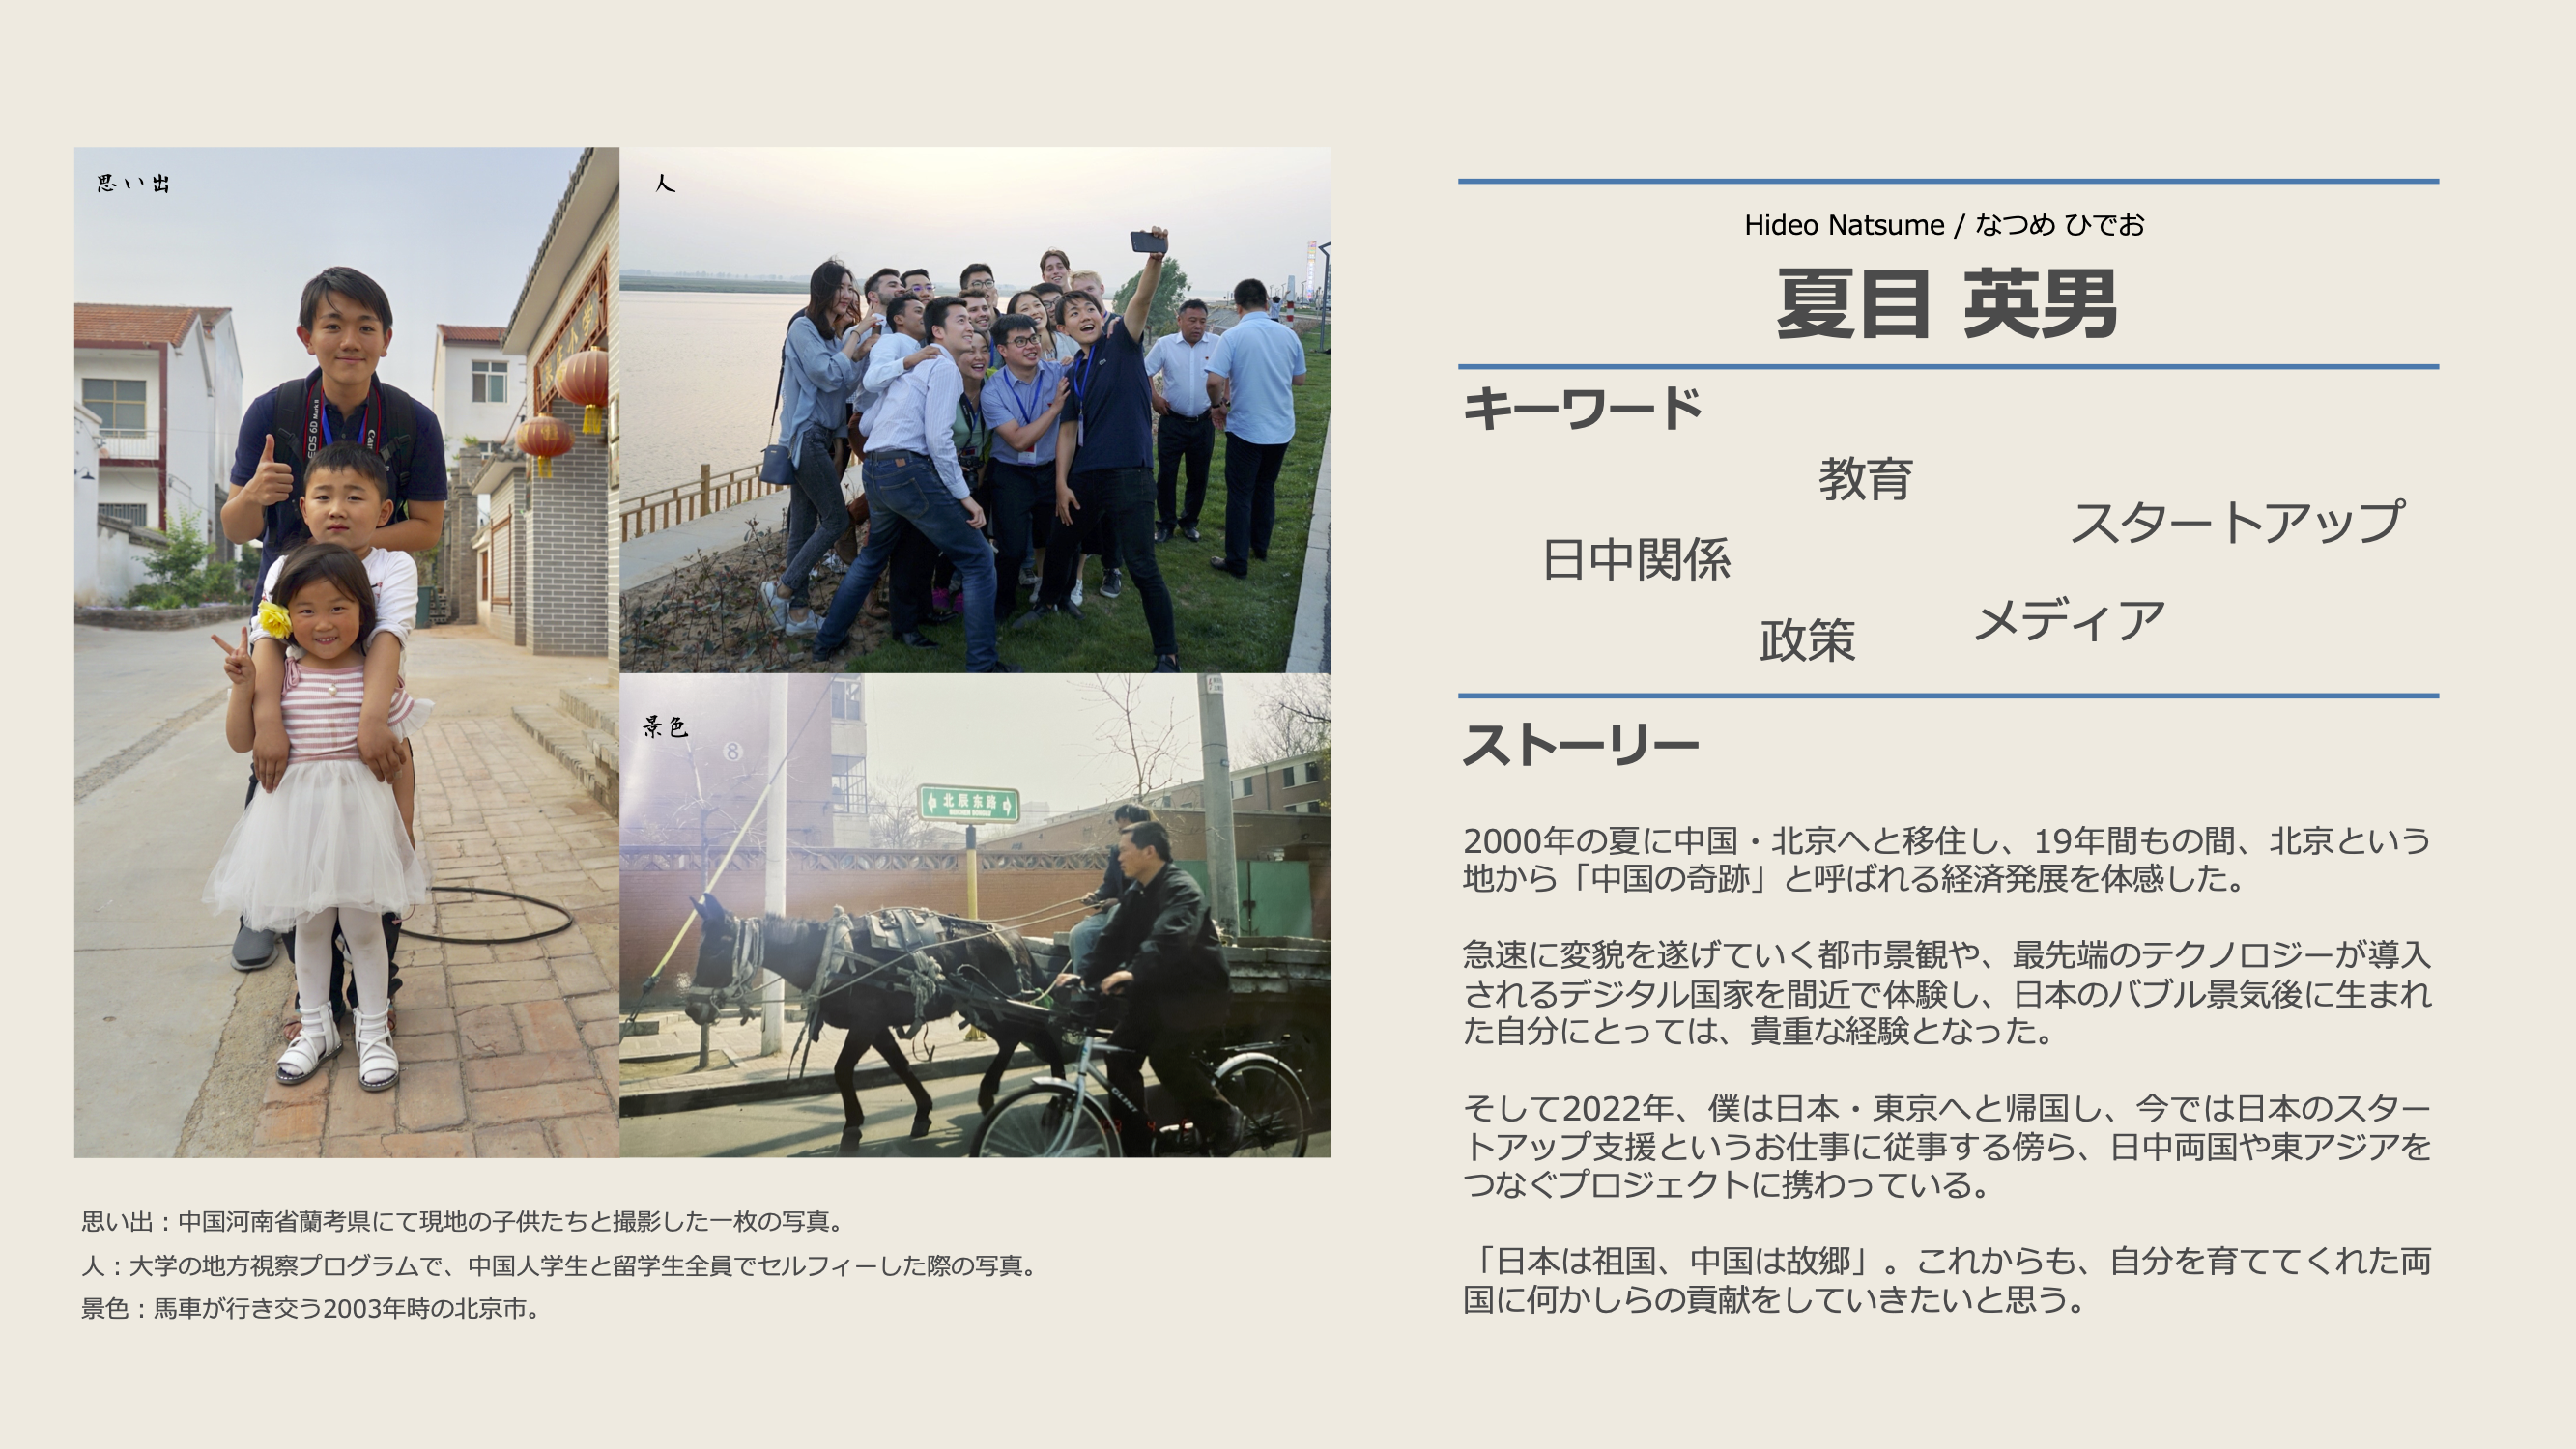 思い出
人
景色
8
北辰东路
BEICHEN DONGLU
Canon
EOS 6D Mark II
思い出：中国河南省蘭考県にて現地の子供たちと撮影した一枚の写真。
人：大学の地方視察プログラムで、中国人学生と留学生全員でセルフィーした際の写真。
景色：馬車が行き交う2003年時の北京市。
Hideo Natsume / なつめ ひでお
夏目 英男
キーワード
教育
スタートアップ
日中関係
メディア
政策
ストーリー
2000年の夏に中国・北京へと移住し、19年間もの間、北京という
地から「中国の奇跡」と呼ばれる経済発展を体感した。
急速に変貌を遂げていく都市景観や、最先端のテクノロジーが導入
されるデジタル国家を間近で体験し、日本のバブル景気後に生まれ
た自分にとっては、貴重な経験となった。
そして2022年、僕は日本・東京へと帰国し、今では日本のスター
トアップ支援というお仕事に従事する傍ら、日中両国や東アジアを
つなぐプロジェクトに携わっている。
「日本は祖国、中国は故郷」。これからも、自分を育ててくれた両
国に何かしらの貢献をしていきたいと思う。